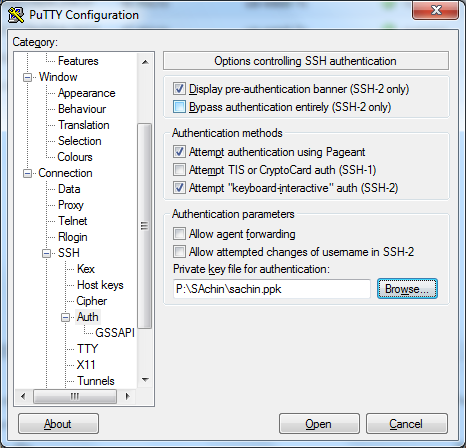 PuTTY Configuration
Category:
Features
Window
Appearance
Behaviour
Translation
Selection
Colours
Connection
Data
Proxy
Telnet
Rlogin
SSH
Kex
Host keys
Cipher
Auth
GSSAPI
TTY
X11
Tunnels
Options controlling SSH authentication
Display pre-authentication banner (SSH-2 only)
Bypass authentication entirely (SSH-2 only)
Authentication methods
Attempt authentication using Pageant
Attempt TIS or CryptoCard auth (SSH-1)
Attempt "keyboard-interactive" auth (SSH-2)
Authentication parameters
Allow agent forwarding
Allow attempted changes of username in SSH-2
Private key file for authentication:
P:\SAchin\sachin.ppk
Browse...
About
Open
Cancel